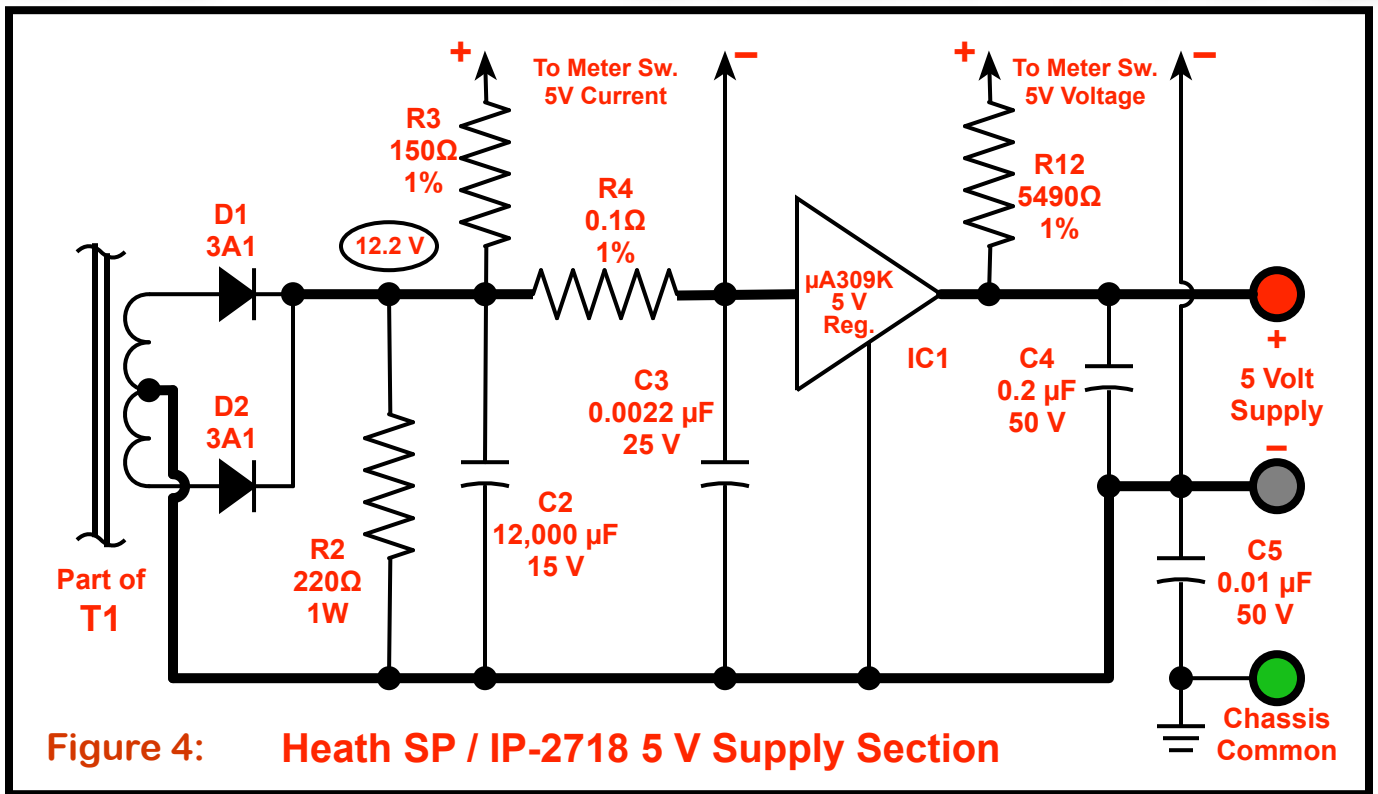 +
To Meter Sw.
5V Current
−
+
To Meter Sw.
5V Voltage
−
R3
150Ω
1%
R4
0.1Ω
1%
R12
5490Ω
1%
D1
3A1
12.2 V
µA309K
5 V
Reg.
IC1
D2
3A1
C3
0.0022 µF
25 V
C4
0.2 µF
50 V
+
5 Volt
Supply
−
Part of
T1
R2
220Ω
1W
C2
12,000 µF
15 V
C5
0.01 µF
50 V
Chassis
Common
Figure 4: Heath SP / IP-2718 5 V Supply Section